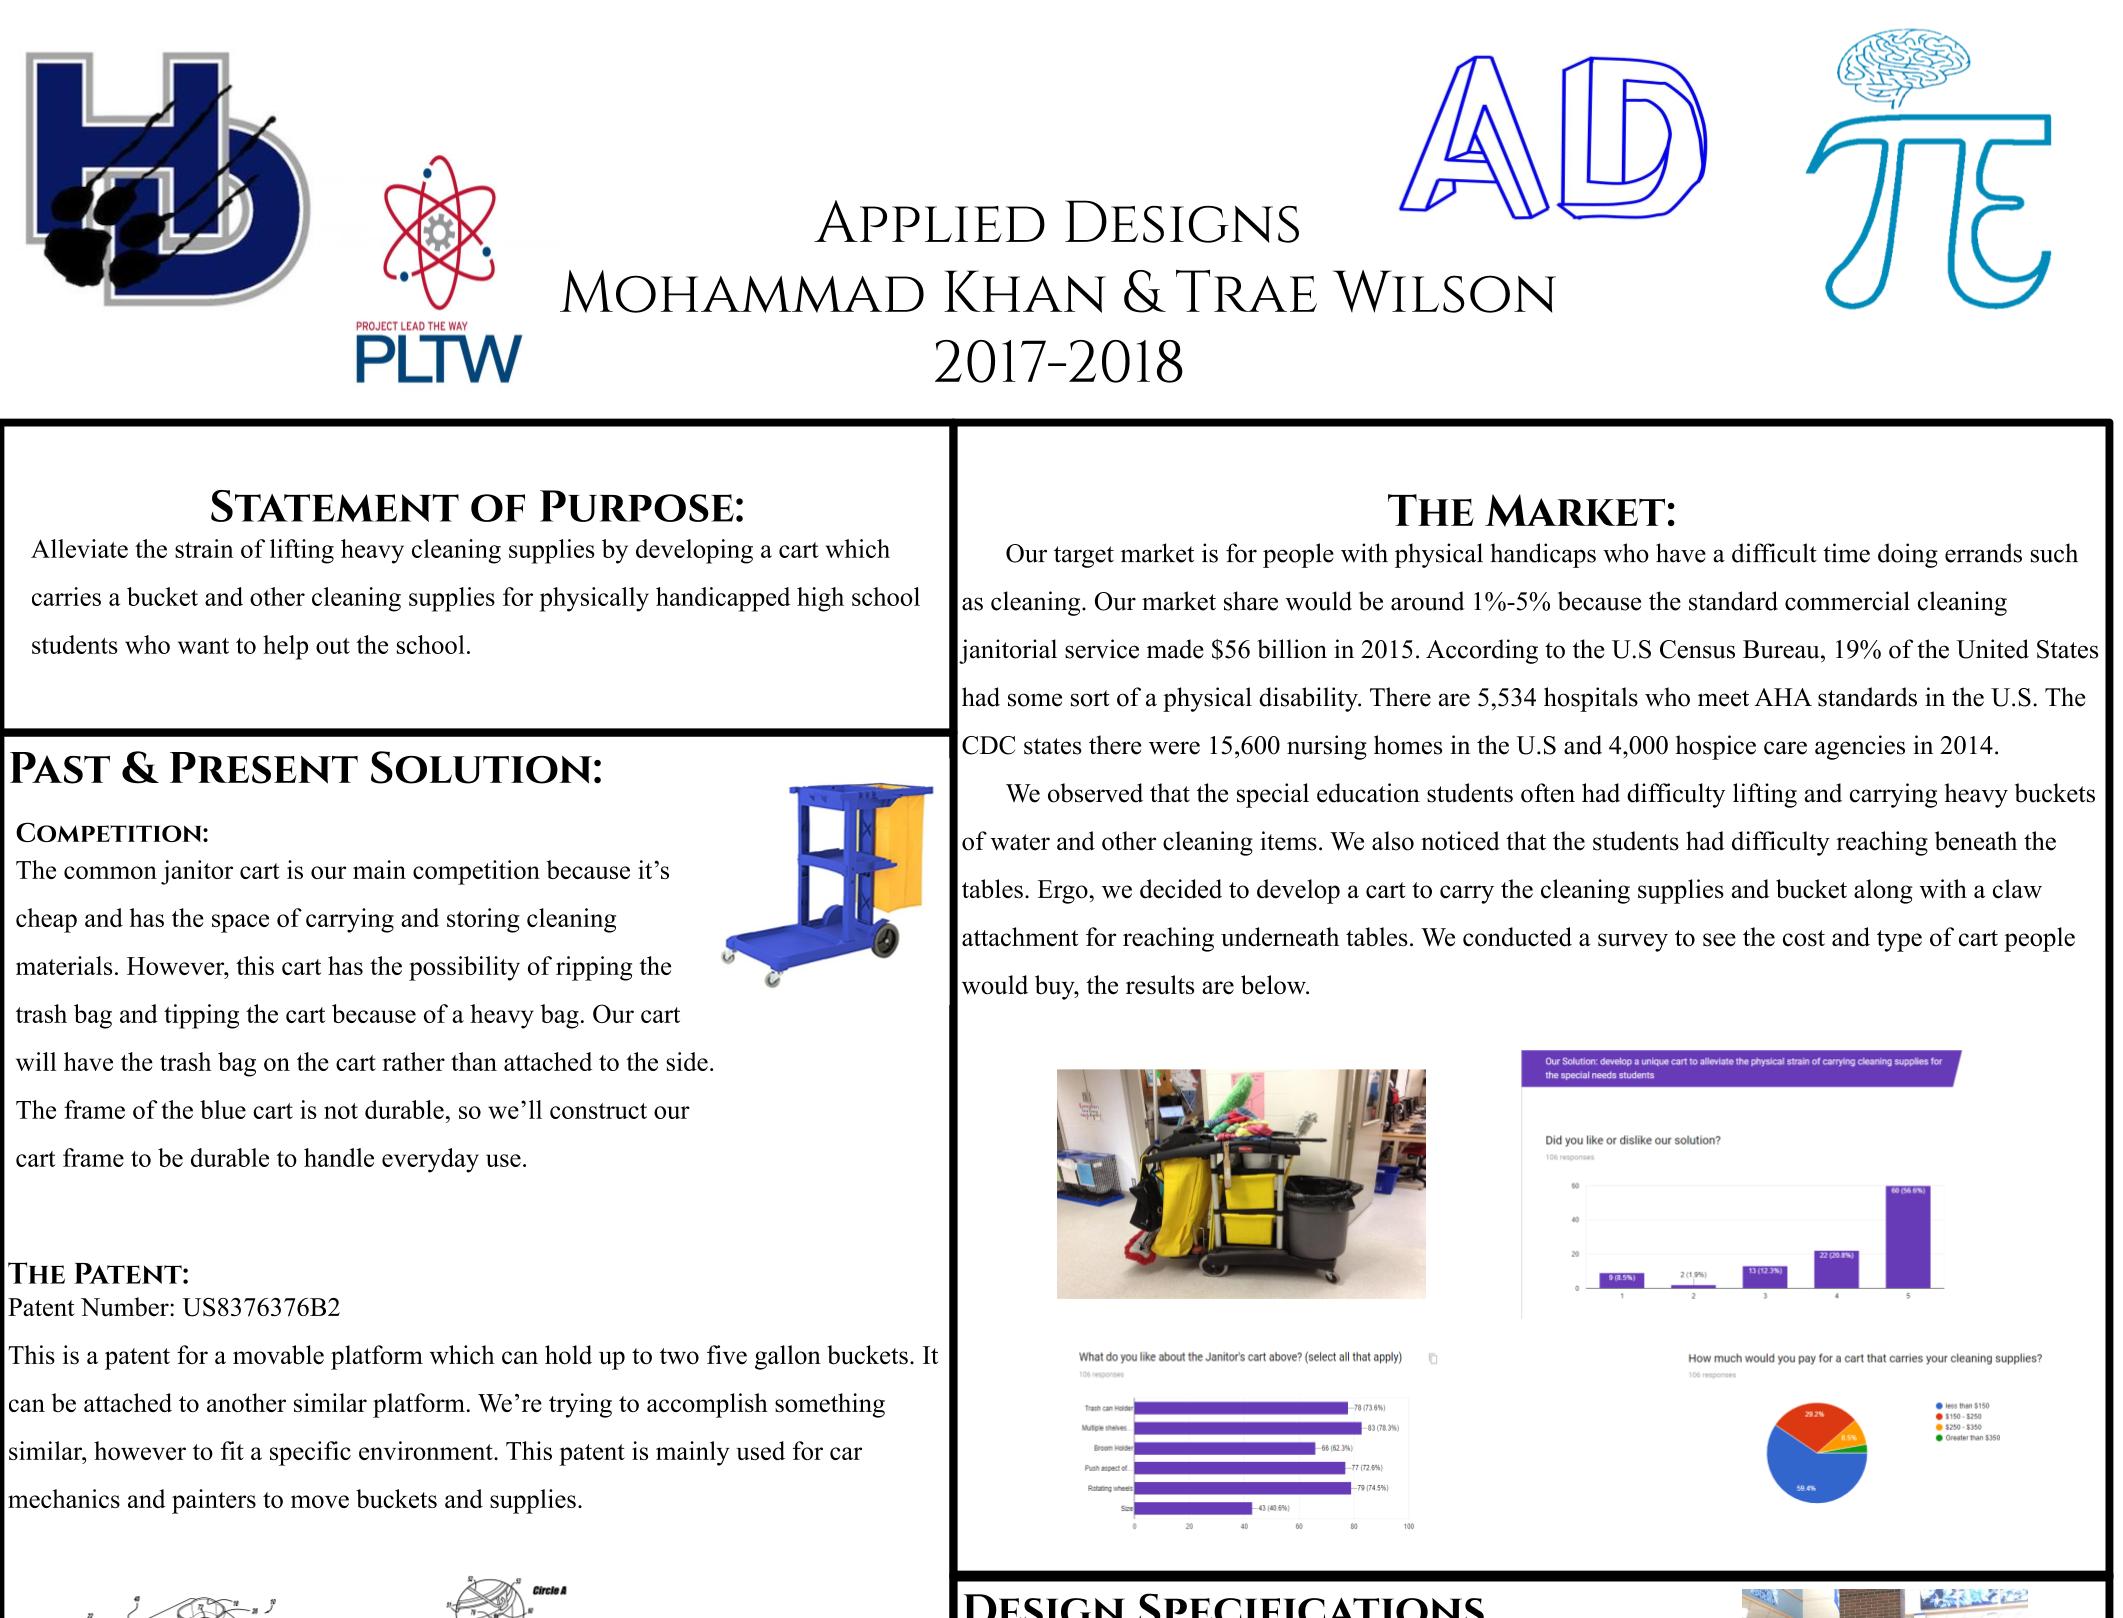 PROJECT LEAD THE WAY
PLTW
AD
Applied Designs
Mohammad Khan & Trae Wilson
2017-2018
Statement of Purpose:
Alleviate the strain of lifting heavy cleaning supplies by developing a cart which
carries a bucket and other cleaning supplies for physically handicapped high school
students who want to help out the school.
Past & Present Solution:
Competition:
The common janitor cart is our main competition because it’s
cheap and has the space of carrying and storing cleaning
materials. However, this cart has the possibility of ripping the
trash bag and tipping the cart because of a heavy bag. Our cart
will have the trash bag on the cart rather than attached to the side.
The frame of the blue cart is not durable, so we’ll construct our
cart frame to be durable to handle everyday use.
The Patent:
Patent Number: US8376376B2
This is a patent for a movable platform which can hold up to two five gallon buckets. It
can be attached to another similar platform. We’re trying to accomplish something
similar, however to fit a specific environment. This patent is mainly used for car
mechanics and painters to move buckets and supplies.
Circle A
The Market:
Our target market is for people with physical handicaps who have a difficult time doing errands such
as cleaning. Our market share would be around 1%-5% because the standard commercial cleaning
janitorial service made $56 billion in 2015. According to the U.S Census Bureau, 19% of the United States
had some sort of a physical disability. There are 5,534 hospitals who meet AHA standards in the U.S. The
CDC states there were 15,600 nursing homes in the U.S and 4,000 hospice care agencies in 2014.
We observed that the special education students often had difficulty lifting and carrying heavy buckets
of water and other cleaning items. We also noticed that the students had difficulty reaching beneath the
tables. Ergo, we decided to develop a cart to carry the cleaning supplies and bucket along with a claw
attachment for reaching underneath tables. We conducted a survey to see the cost and type of cart people
would buy, the results are below.
Our Solution: develop a unique cart to alleviate the physical strain of carrying cleaning supplies for
the special needs students
Did you like or dislike our solution?
106 responses
60
40
20
0
9 (8.5%)
2 (1.9%)
13 (12.3%)
22 (20.8%)
60 (56.6%)
1 2 3 4 5
What do you like about the Janitor's cart above? (select all that apply)
106 responses
Trash can Holder 78 (73.6%)
Multiple shelves... 83 (78.3%)
Broom Holder 66 (62.3%)
Push aspect of... 77 (72.6%)
Rotating wheels 79 (74.5%)
Size 43 (40.6%)
0 20 40 60 80 100
How much would you pay for a cart that carries your cleaning supplies?
106 responses
29.2%
8.5%
59.4%
less than $150
$150 - $250
$250 - $350
Greater than $350
Design Specifications